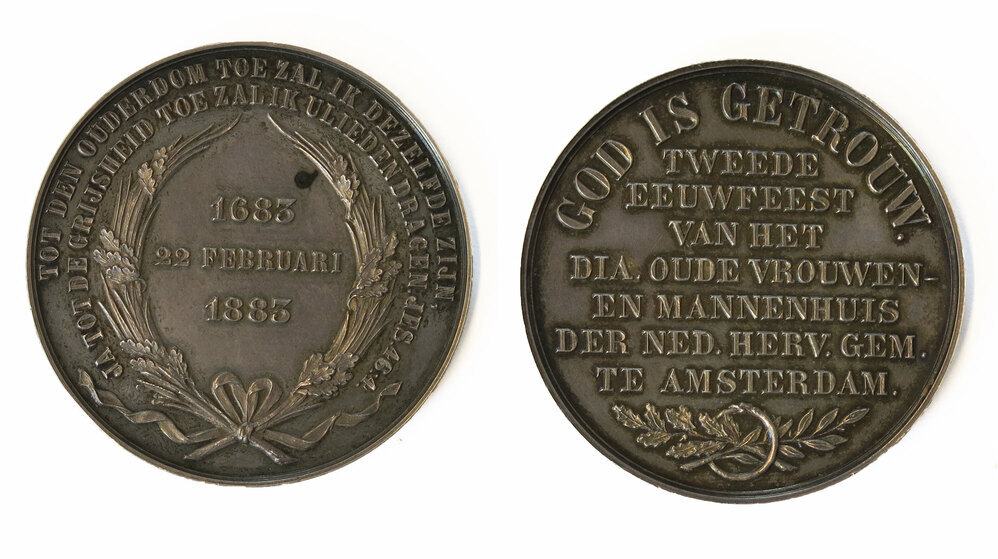 TOT DEN OUDERDOM TOE ZAL IK DEZELFDE ZIJN,
JA TOT DE GRIJSHEID TOE ZAL IK ULIEDEN DRAGEN. JES. 46.4
1683
22 FEBRUARI
1883
GOD IS GETROUW.
TWEEDE
EEUWFEEST
VAN HET
DIA. OUDE VROUWEN-
EN MANNENHUIS
DER NED. HERV. GEM.
TE AMSTERDAM.